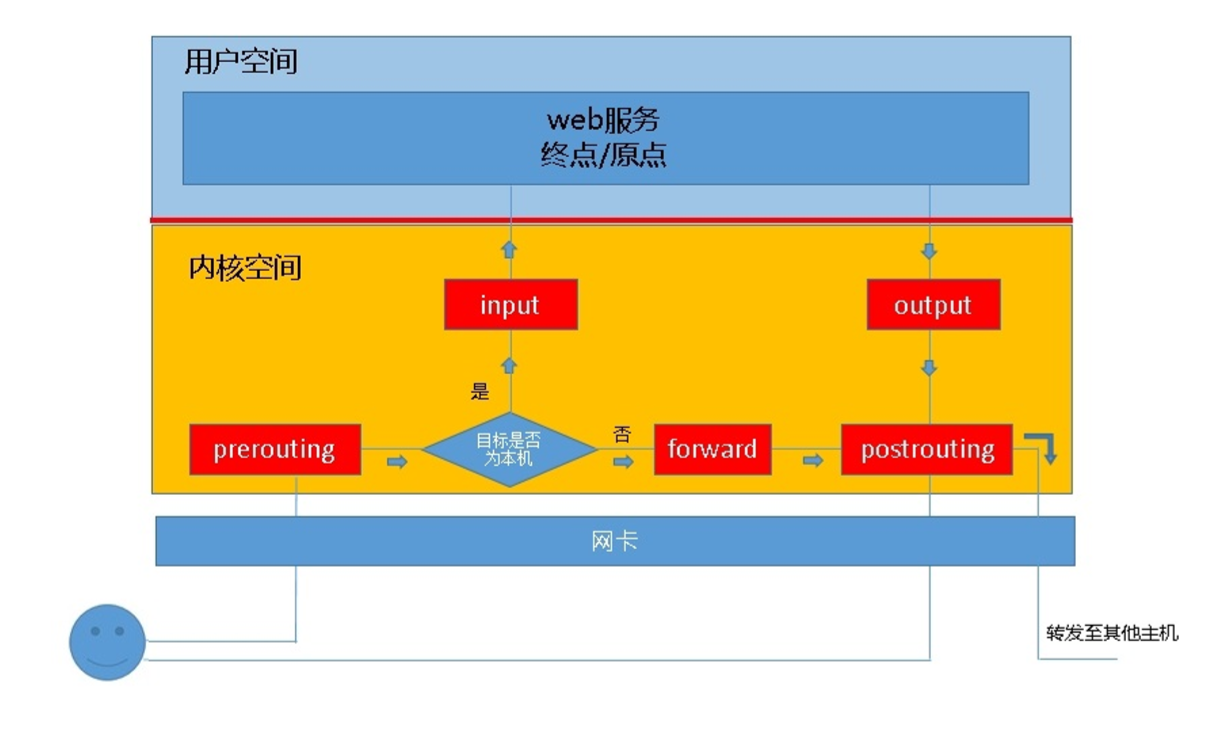 用户空间
web服务
终点/原点
内核空间
input
output
是
目标是否
为本机
否
prerouting
forward
postrouting
网卡
转发至其他主机